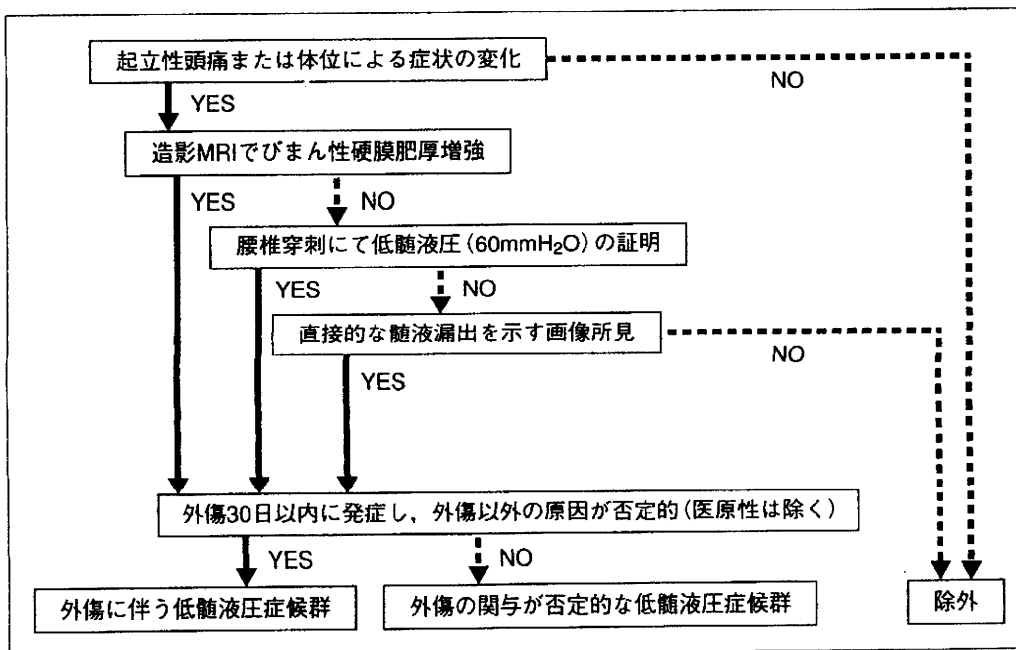 起立性頭痛または体位による症状の変化
NO
YES
造影MRIでびまん性硬膜肥厚増強
YES
NO
腰椎穿刺にて低髄液圧(60mmH₂O)の証明
YES
NO
直接的な髄液漏出を示す画像所見
NO
YES
外傷30日以内に発症し,外傷以外の原因が否定的(医原性は除く)
YES
NO
外傷に伴う低髄液圧症候群
外傷の関与が否定的な低髄液圧症候群
除外